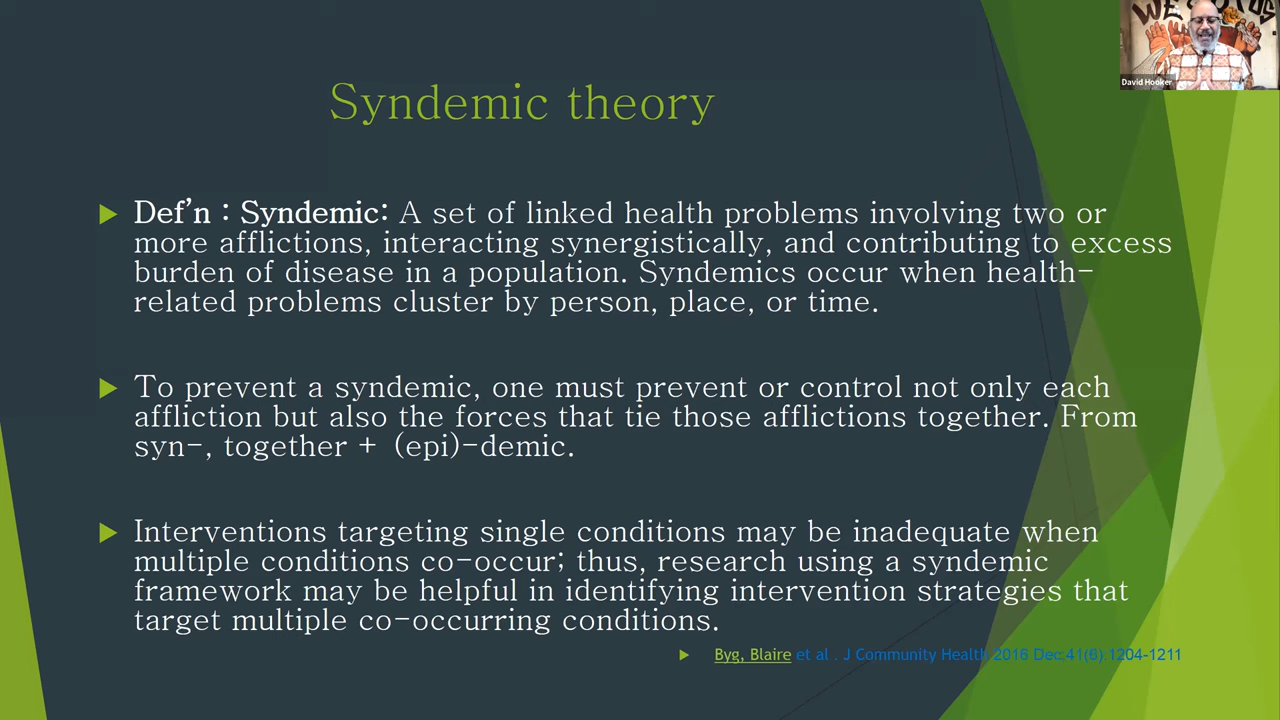 Syndemic theory
Def’n : Syndemic: A set of linked health problems involving two or
more afflictions, interacting synergistically, and contributing to excess
burden of disease in a population. Syndemics occur when health-
related problems cluster by person, place, or time.
To prevent a syndemic, one must prevent or control not only each
affliction but also the forces that tie those afflictions together. From
syn-, together + (epi)-demic.
Interventions targeting single conditions may be inadequate when
multiple conditions co-occur; thus, research using a syndemic
framework may be helpful in identifying intervention strategies that
target multiple co-occurring conditions.
Byg, Blaire et al . J Community Health 2016 Dec;41(6) 1204-1211
David Hooker